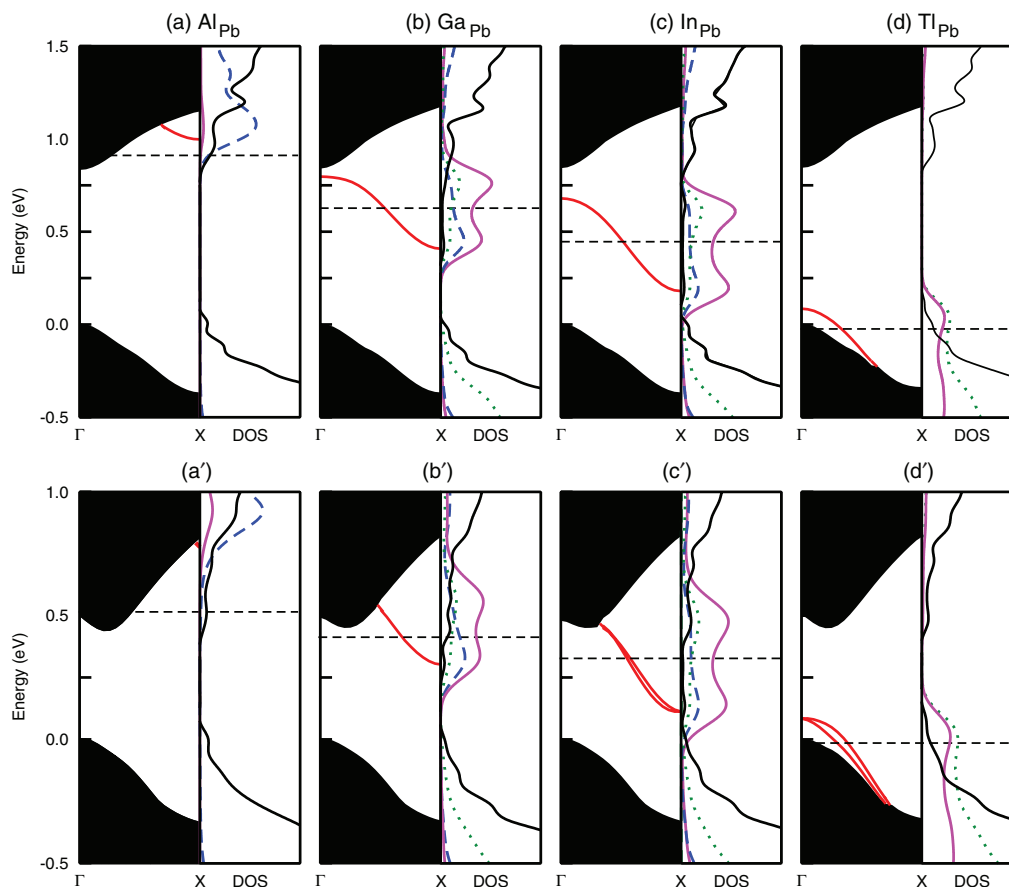 (a) Al_Pb (b) Ga_Pb (c) In_Pb (d) Tl_Pb
1.5
1.0
0.5
0.0
-0.5
Energy (eV)
Γ X DOS Γ X DOS Γ X DOS Γ X DOS
(a′) (b′) (c′) (d′)
1.0
0.5
0.0
-0.5
Energy (eV)
Γ X DOS Γ X DOS Γ X DOS Γ X DOS